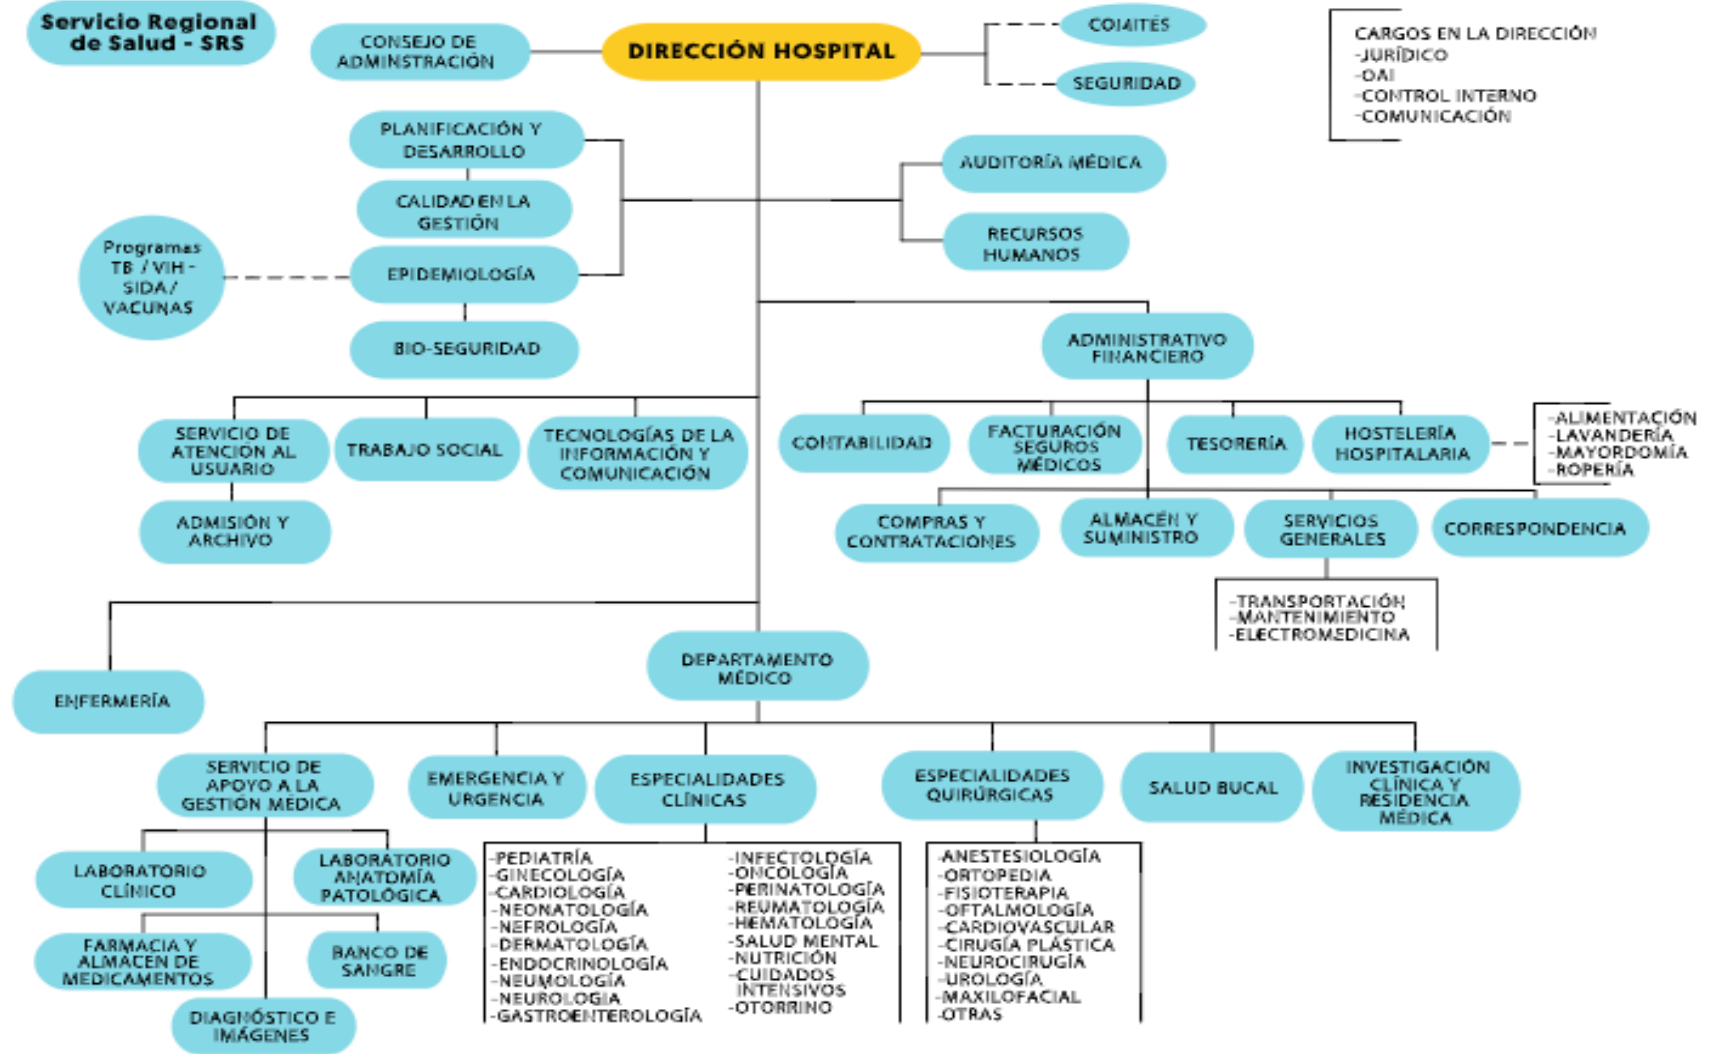 Servicio Regional
de Salud - SRS
CONSEJO DE
ADMINSTRACIÓN
DIRECCIÓN HOSPITAL
COMITÉS
SEGURIDAD
CARGOS EN LA DIRECCIÓN
-JURÍDICO
-OAI
-CONTROL INTERNO
-COMUNICACIÓN
PLANIFICACIÓN Y
DESARROLLO
CALIDAD EN LA
GESTIÓN
AUDITORÍA MÉDICA
RECURSOS
HUMANOS
Programas
TB / VIH -
SIDA /
VACUNAS
EPIDEMIOLOGÍA
BIO-SEGURIDAD
ADMINISTRATIVO
FINANCIERO
SERVICIO DE
ATENCIÓN AL
USUARIO
TRABAJO SOCIAL
TECNOLOGÍAS DE LA
INFORMACIÓN Y
COMUNICACIÓN
ADMISIÓN Y
ARCHIVO
CONTABILIDAD
FACTURACIÓN
SEGUROS
MÉDICOS
TESORERÍA
HOSTELERÍA
HOSPITALARIA
-ALIMENTACIÓN
-LAVANDERÍA
-MAYORDOMÍA
-ROPERÍA
COMPRAS Y
CONTRATACIONES
ALMACÉN Y
SUMINISTRO
SERVICIOS
GENERALES
CORRESPONDENCIA
-TRANSPORTACIÓN
-MANTENIMIENTO
-ELECTROMEDICINA
ENFERMERÍA
DEPARTAMENTO
MÉDICO
SERVICIO DE
APOYO A LA
GESTIÓN MÉDICA
EMERGENCIA Y
URGENCIA
ESPECIALIDADES
CLÍNICAS
ESPECIALIDADES
QUIRÚRGICAS
SALUD BUCAL
INVESTIGACIÓN
CLÍNICA Y
RESIDENCIA
MÉDICA
LABORATORIO
CLÍNICO
LABORATORIO
ANATOMÍA
PATOLÓGICA
FARMACIA Y
ALMACEN DE
MEDICAMENTOS
BANCO DE
SANGRE
DIAGNÓSTICO E
IMÁGENES
-PEDIATRÍA
-GINECOLOGÍA
-CARDIOLOGÍA
-NEONATOLOGÍA
-NEFROLOGÍA
-DERMATOLOGÍA
-ENDOCRINOLOGÍA
-NEUMOLOGÍA
-NEUROLOGIA
-GASTROENTEROLOGÍA
-INFECTOLOGÍA
-ONCOLOGÍA
-PERINATOLOGÍA
-REUMATOLOGÍA
-HEMATOLOGÍA
-SALUD MENTAL
-NUTRICIÓN
-CUIDADOS
INTENSIVOS
-OTORRINO
-ANESTESIOLOGÍA
-ORTOPEDIA
-FISIOTERAPIA
-OFTALMOLOGÍA
-CARDIOVASCULAR
-CIRUGÍA PLÁSTICA
-NEUROCIRUGÍA
-UROLOGÍA
-MAXILOFACIAL
-OTRAS